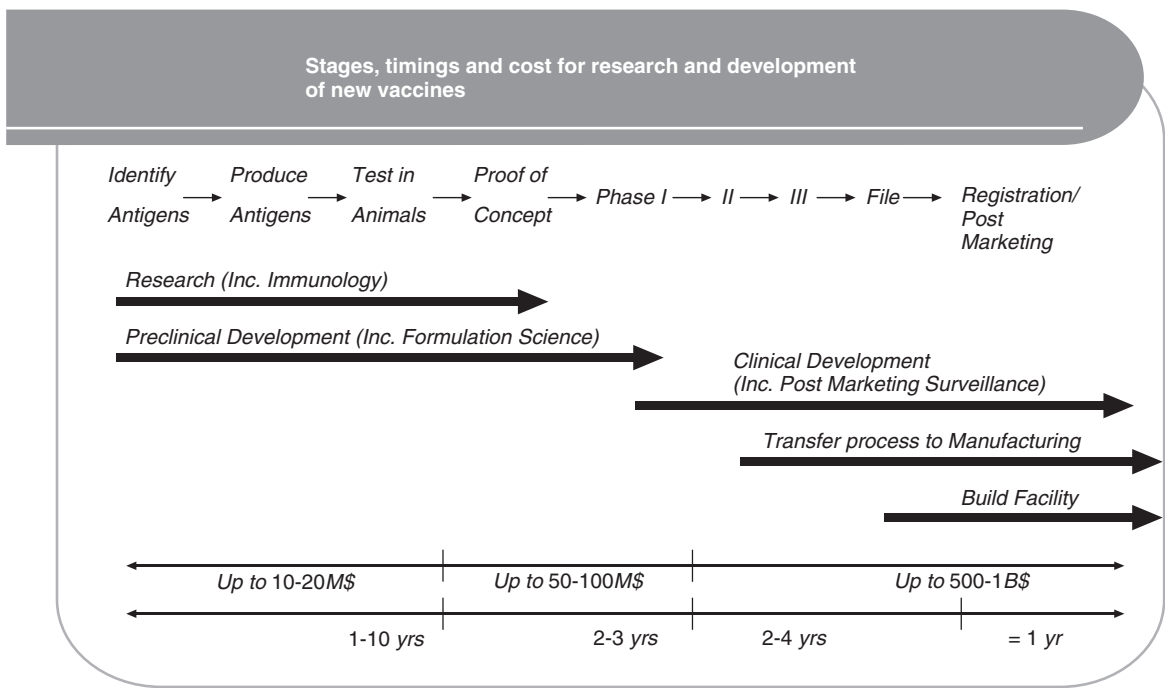 Stages, timings and cost for research and development
of new vaccines
Identify
Antigens
Produce
Antigens
Test in
Animals
Proof of
Concept
Phase I
II
III
File
Registration/
Post
Marketing
Research (Inc. Immunology)
Preclinical Development (Inc. Formulation Science)
Clinical Development
(Inc. Post Marketing Surveillance)
Transfer process to Manufacturing
Build Facility
Up to 10-20M$
Up to 50-100M$
Up to 500-1B$
1-10 yrs
2-3 yrs
2-4 yrs
= 1 yr